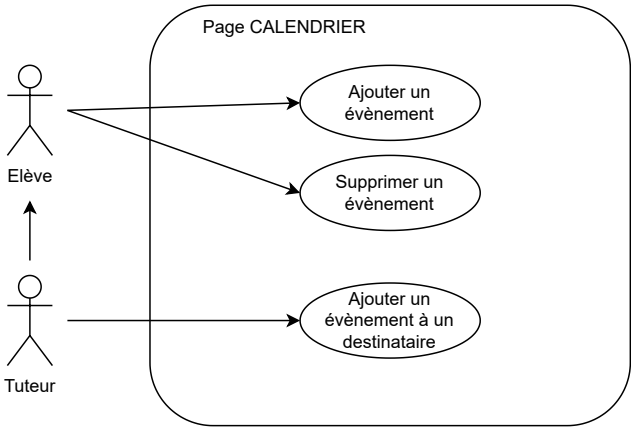 Page CALENDRIER
Ajouter un
évènement
Elève
Supprimer un
évènement
Ajouter un
évènement à un
destinataire
Tuteur